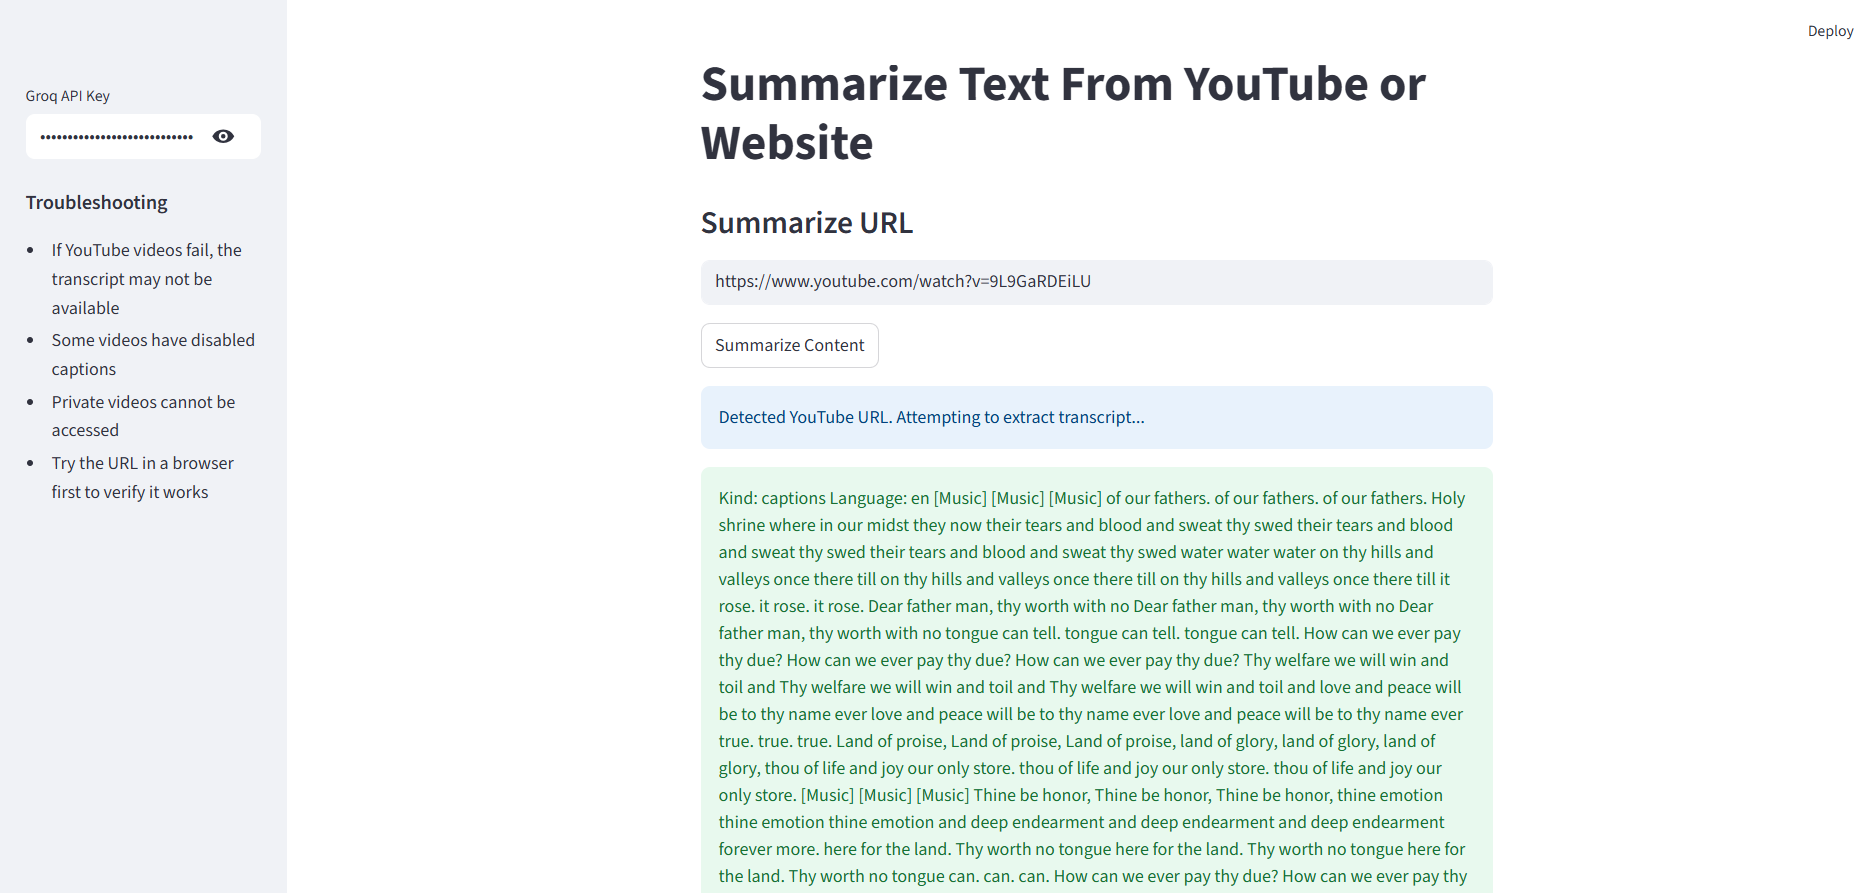 Deploy
Groq API Key
••••••••••••••••••••••••••••
Troubleshooting
• If YouTube videos fail, the
transcript may not be
available
• Some videos have disabled
captions
• Private videos cannot be
accessed
• Try the URL in a browser
first to verify it works
Summarize Text From YouTube or
Website
Summarize URL
https://www.youtube.com/watch?v=9L9GaRDEiLU
Summarize Content
Detected YouTube URL. Attempting to extract transcript...
Kind: captions Language: en [Music] [Music] [Music] of our fathers. of our fathers. of our fathers. Holy
shrine where in our midst they now their tears and blood and sweat thy swed their tears and blood
and sweat thy swed their tears and blood and sweat thy swed water water water on thy hills and
valleys once there till on thy hills and valleys once there till on thy hills and valleys once there till it
rose. it rose. it rose. Dear father man, thy worth with no Dear father man, thy worth with no Dear
father man, thy worth with no tongue can tell. tongue can tell. tongue can tell. How can we ever pay
thy due? How can we ever pay thy due? How can we ever pay thy due? Thy welfare we will win and
toil and Thy welfare we will win and toil and Thy welfare we will win and toil and love and peace will
be to thy name ever love and peace will be to thy name ever love and peace will be to thy name ever
true. true. true. Land of proise, Land of proise, Land of proise, land of glory, land of glory, land of
glory, thou of life and joy our only store. thou of life and joy our only store. thou of life and joy our
only store. [Music] [Music] [Music] Thine be honor, Thine be honor, Thine be honor, thine emotion
thine emotion thine emotion and deep endearment and deep endearment and deep endearment
forever more. here for the land. Thy worth no tongue here for the land. Thy worth no tongue here for
the land. Thy worth no tongue can. can. can. How can we ever pay thy due? How can we ever pay thy